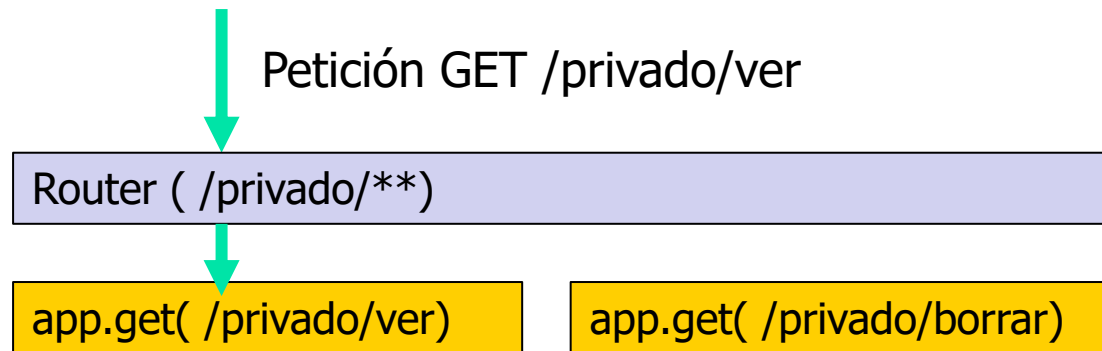 Petición GET /privado/ver
Router ( /privado/**)
app.get( /privado/ver)
app.get( /privado/borrar)